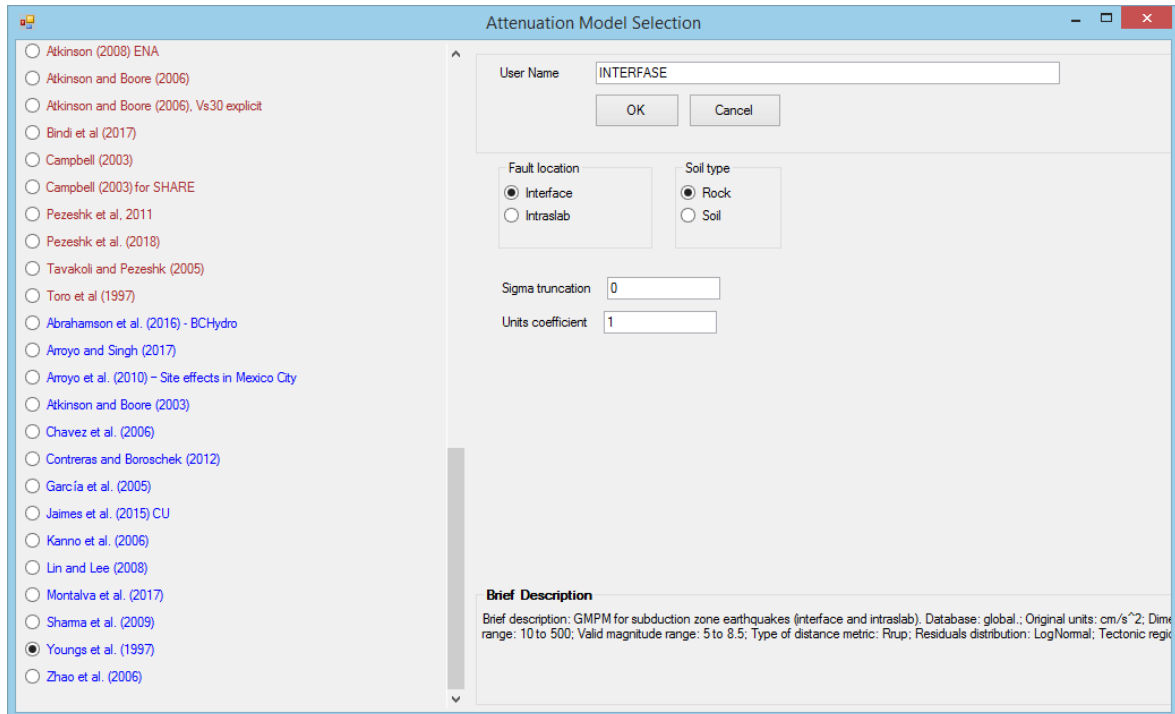 Attenuation Model Selection
Atkinson (2008) ENA
Atkinson and Boore (2006)
Atkinson and Boore (2006), Vs30 explicit
Bindi et al (2017)
Campbell (2003)
Campbell (2003) for SHARE
Pezeshk et al, 2011
Pezeshk et al. (2018)
Tavakoli and Pezeshk (2005)
Toro et al (1997)
Abrahamson et al. (2016) - BCHydro
Arroyo and Singh (2017)
Arroyo et al. (2010) – Site effects in Mexico City
Atkinson and Boore (2003)
Chavez et al. (2006)
Contreras and Boroschek (2012)
García et al. (2005)
Jaimes et al. (2015) CU
Kanno et al. (2006)
Lin and Lee (2008)
Montalva et al. (2017)
Sharma et al. (2009)
Youngs et al. (1997)
Zhao et al. (2006)
User Name INTERFASE
OK Cancel
Fault location Soil type
Interface Rock
Intraslab Soil
Sigma truncation 0
Units coefficient 1
Brief Description
Brief description: GMPM for subduction zone earthquakes (interface and intraslab). Database: global.; Original units: cm/s^2; Dime
range: 10 to 500; Valid magnitude range: 5 to 8.5; Type of distance metric: Rrup; Residuals distribution: LogNormal; Tectonic regio